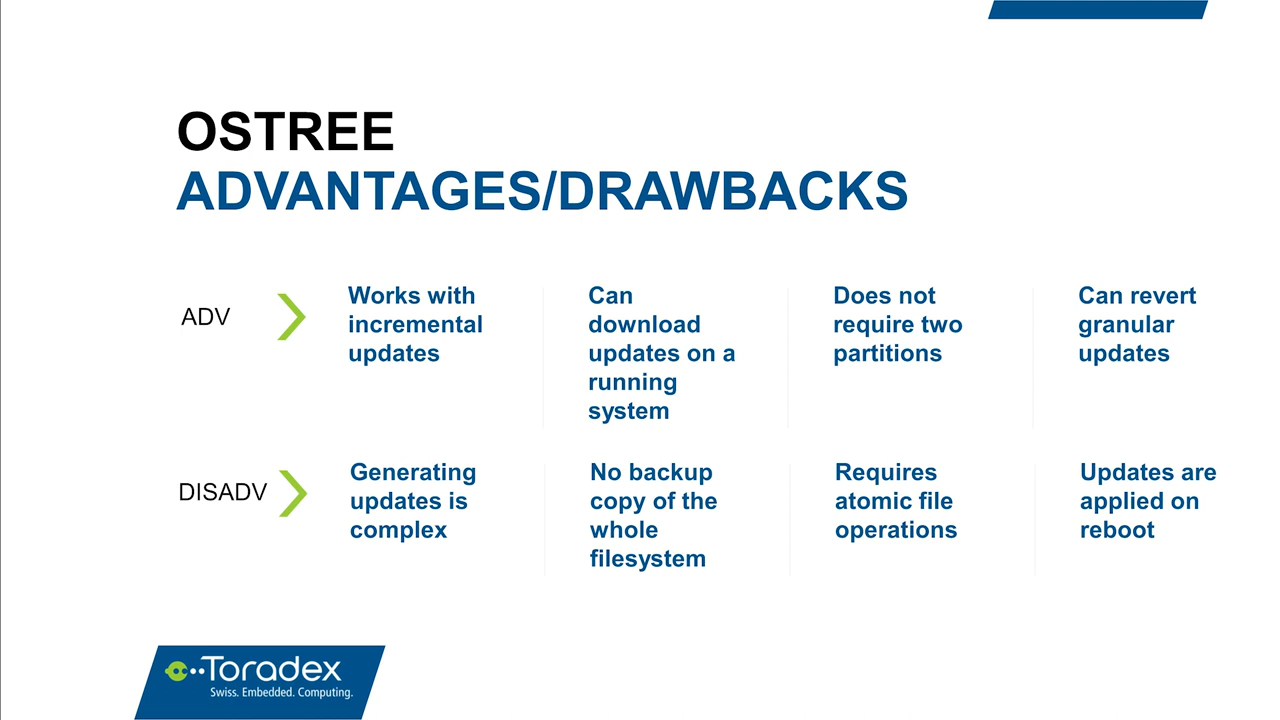 OSTREE
ADVANTAGES/DRAWBACKS
ADV
Works with
incremental
updates
Can
download
updates on a
running
system
Does not
require two
partitions
Can revert
granular
updates
DISADV
Generating
updates is
complex
No backup
copy of the
whole
filesystem
Requires
atomic file
operations
Updates are
applied on
reboot
Toradex
Swiss. Embedded. Computing.